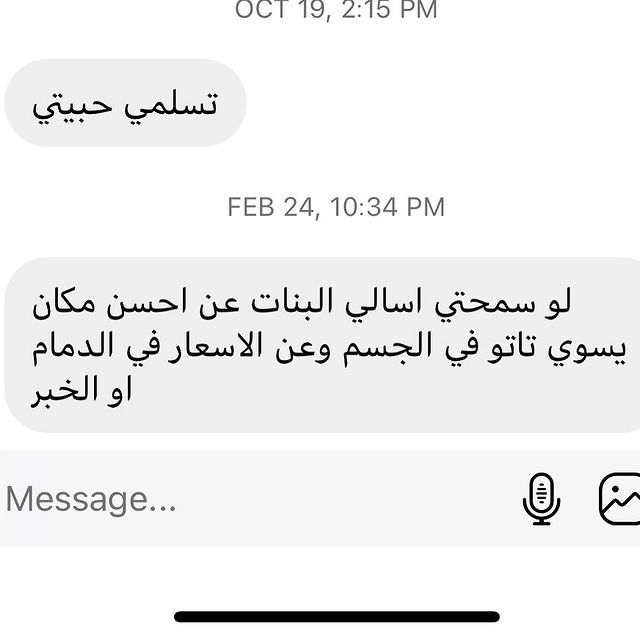 OCT 19, 2:15 PM
تسلمي حبيتي
FEB 24, 10:34 PM
لو سمحتي اسالي البنات عن احسن مكان
يسوي تاتو في الجسم وعن الاسعار في الدمام
او الخبر
Message...